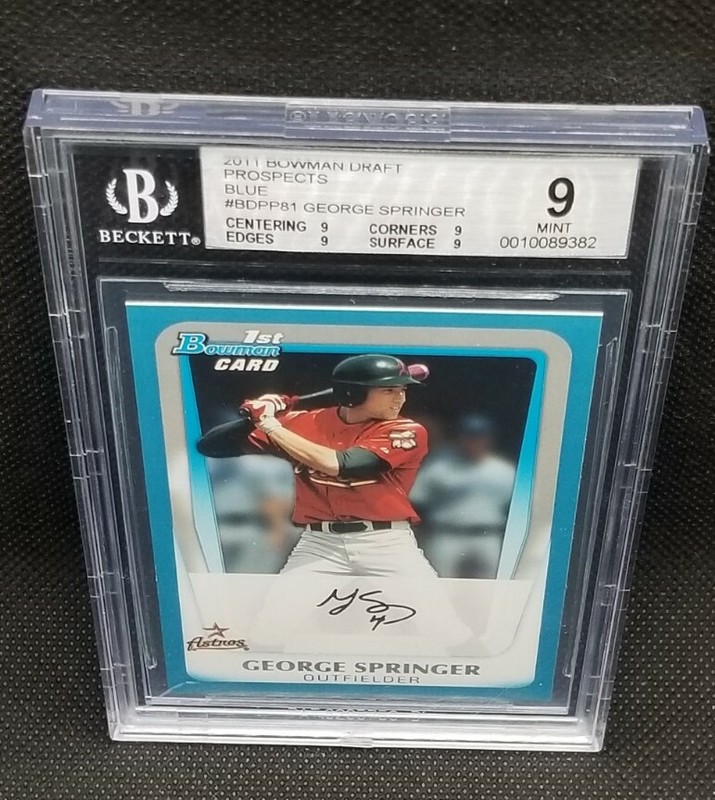 2011 BOWMAN DRAFT
PROSPECTS
BLUE
#BDPP81 GEORGE SPRINGER
CENTERING 9 CORNERS 9
EDGES 9 SURFACE 9
9
MINT
0010089382
B
BECKETT®
1st
Bowman
CARD
Astros
GEORGE SPRINGER
OUTFIELDER